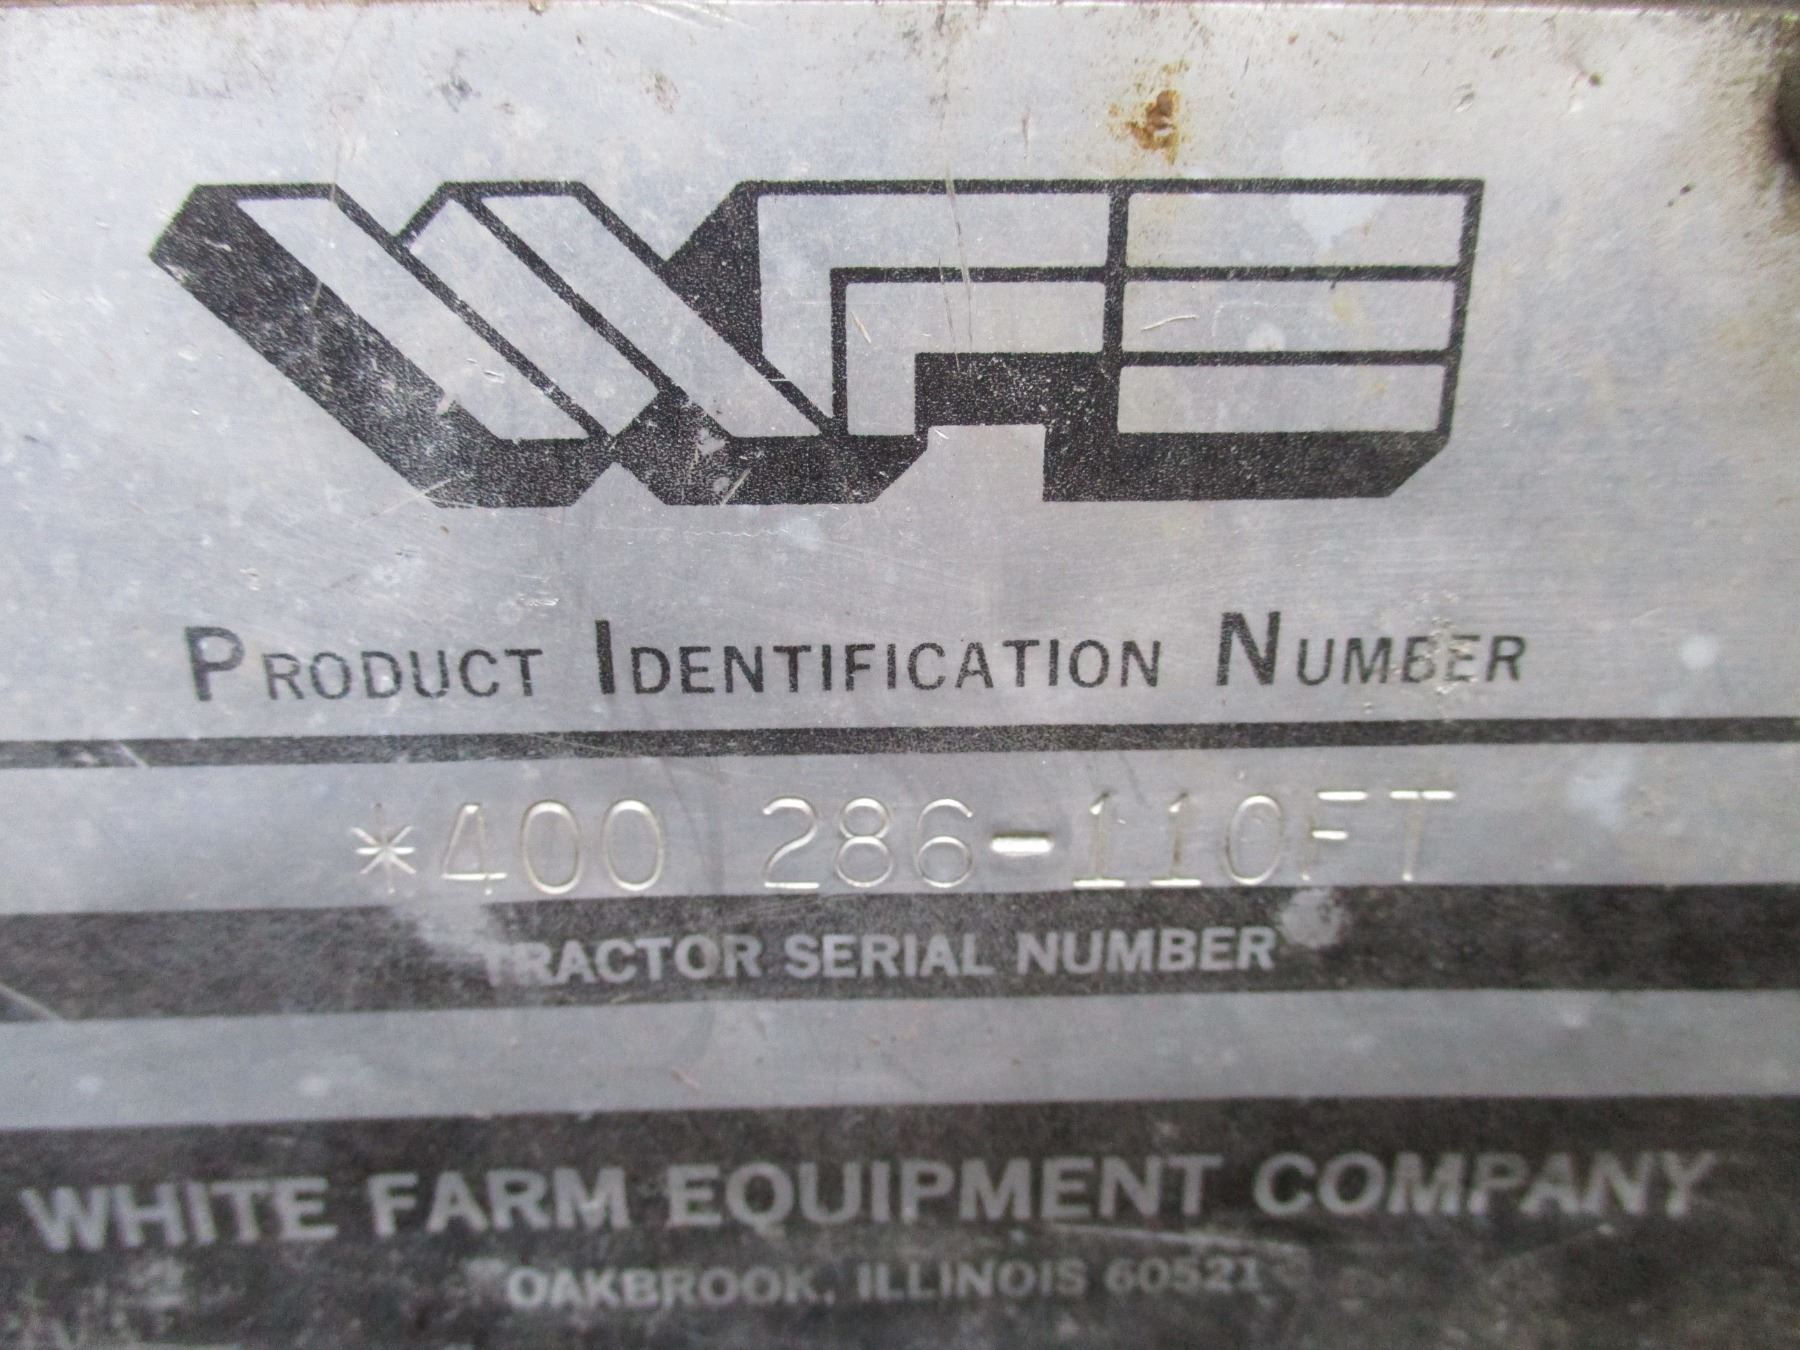 WFE
PRODUCT IDENTIFICATION NUMBER
*400 286-110FT
TRACTOR SERIAL NUMBER
WHITE FARM EQUIPMENT COMPANY
OAKBROOK, ILLINOIS 60521